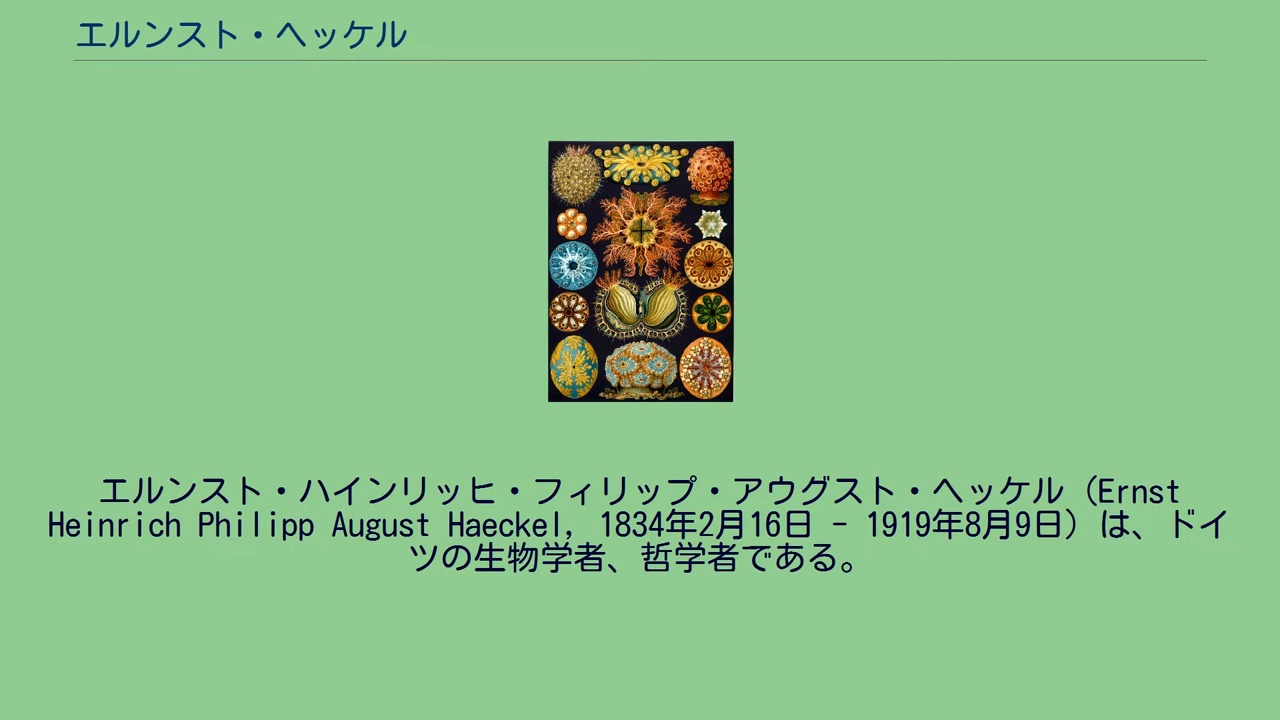 エルンスト・ヘッケル
エルンスト・ハインリッヒ・フィリップ・アウグスト・ヘッケル（Ernst
Heinrich Philipp August Haeckel, 1834年2月16日 - 1919年8月9日）は、ドイ
ツの生物学者、哲学者である。